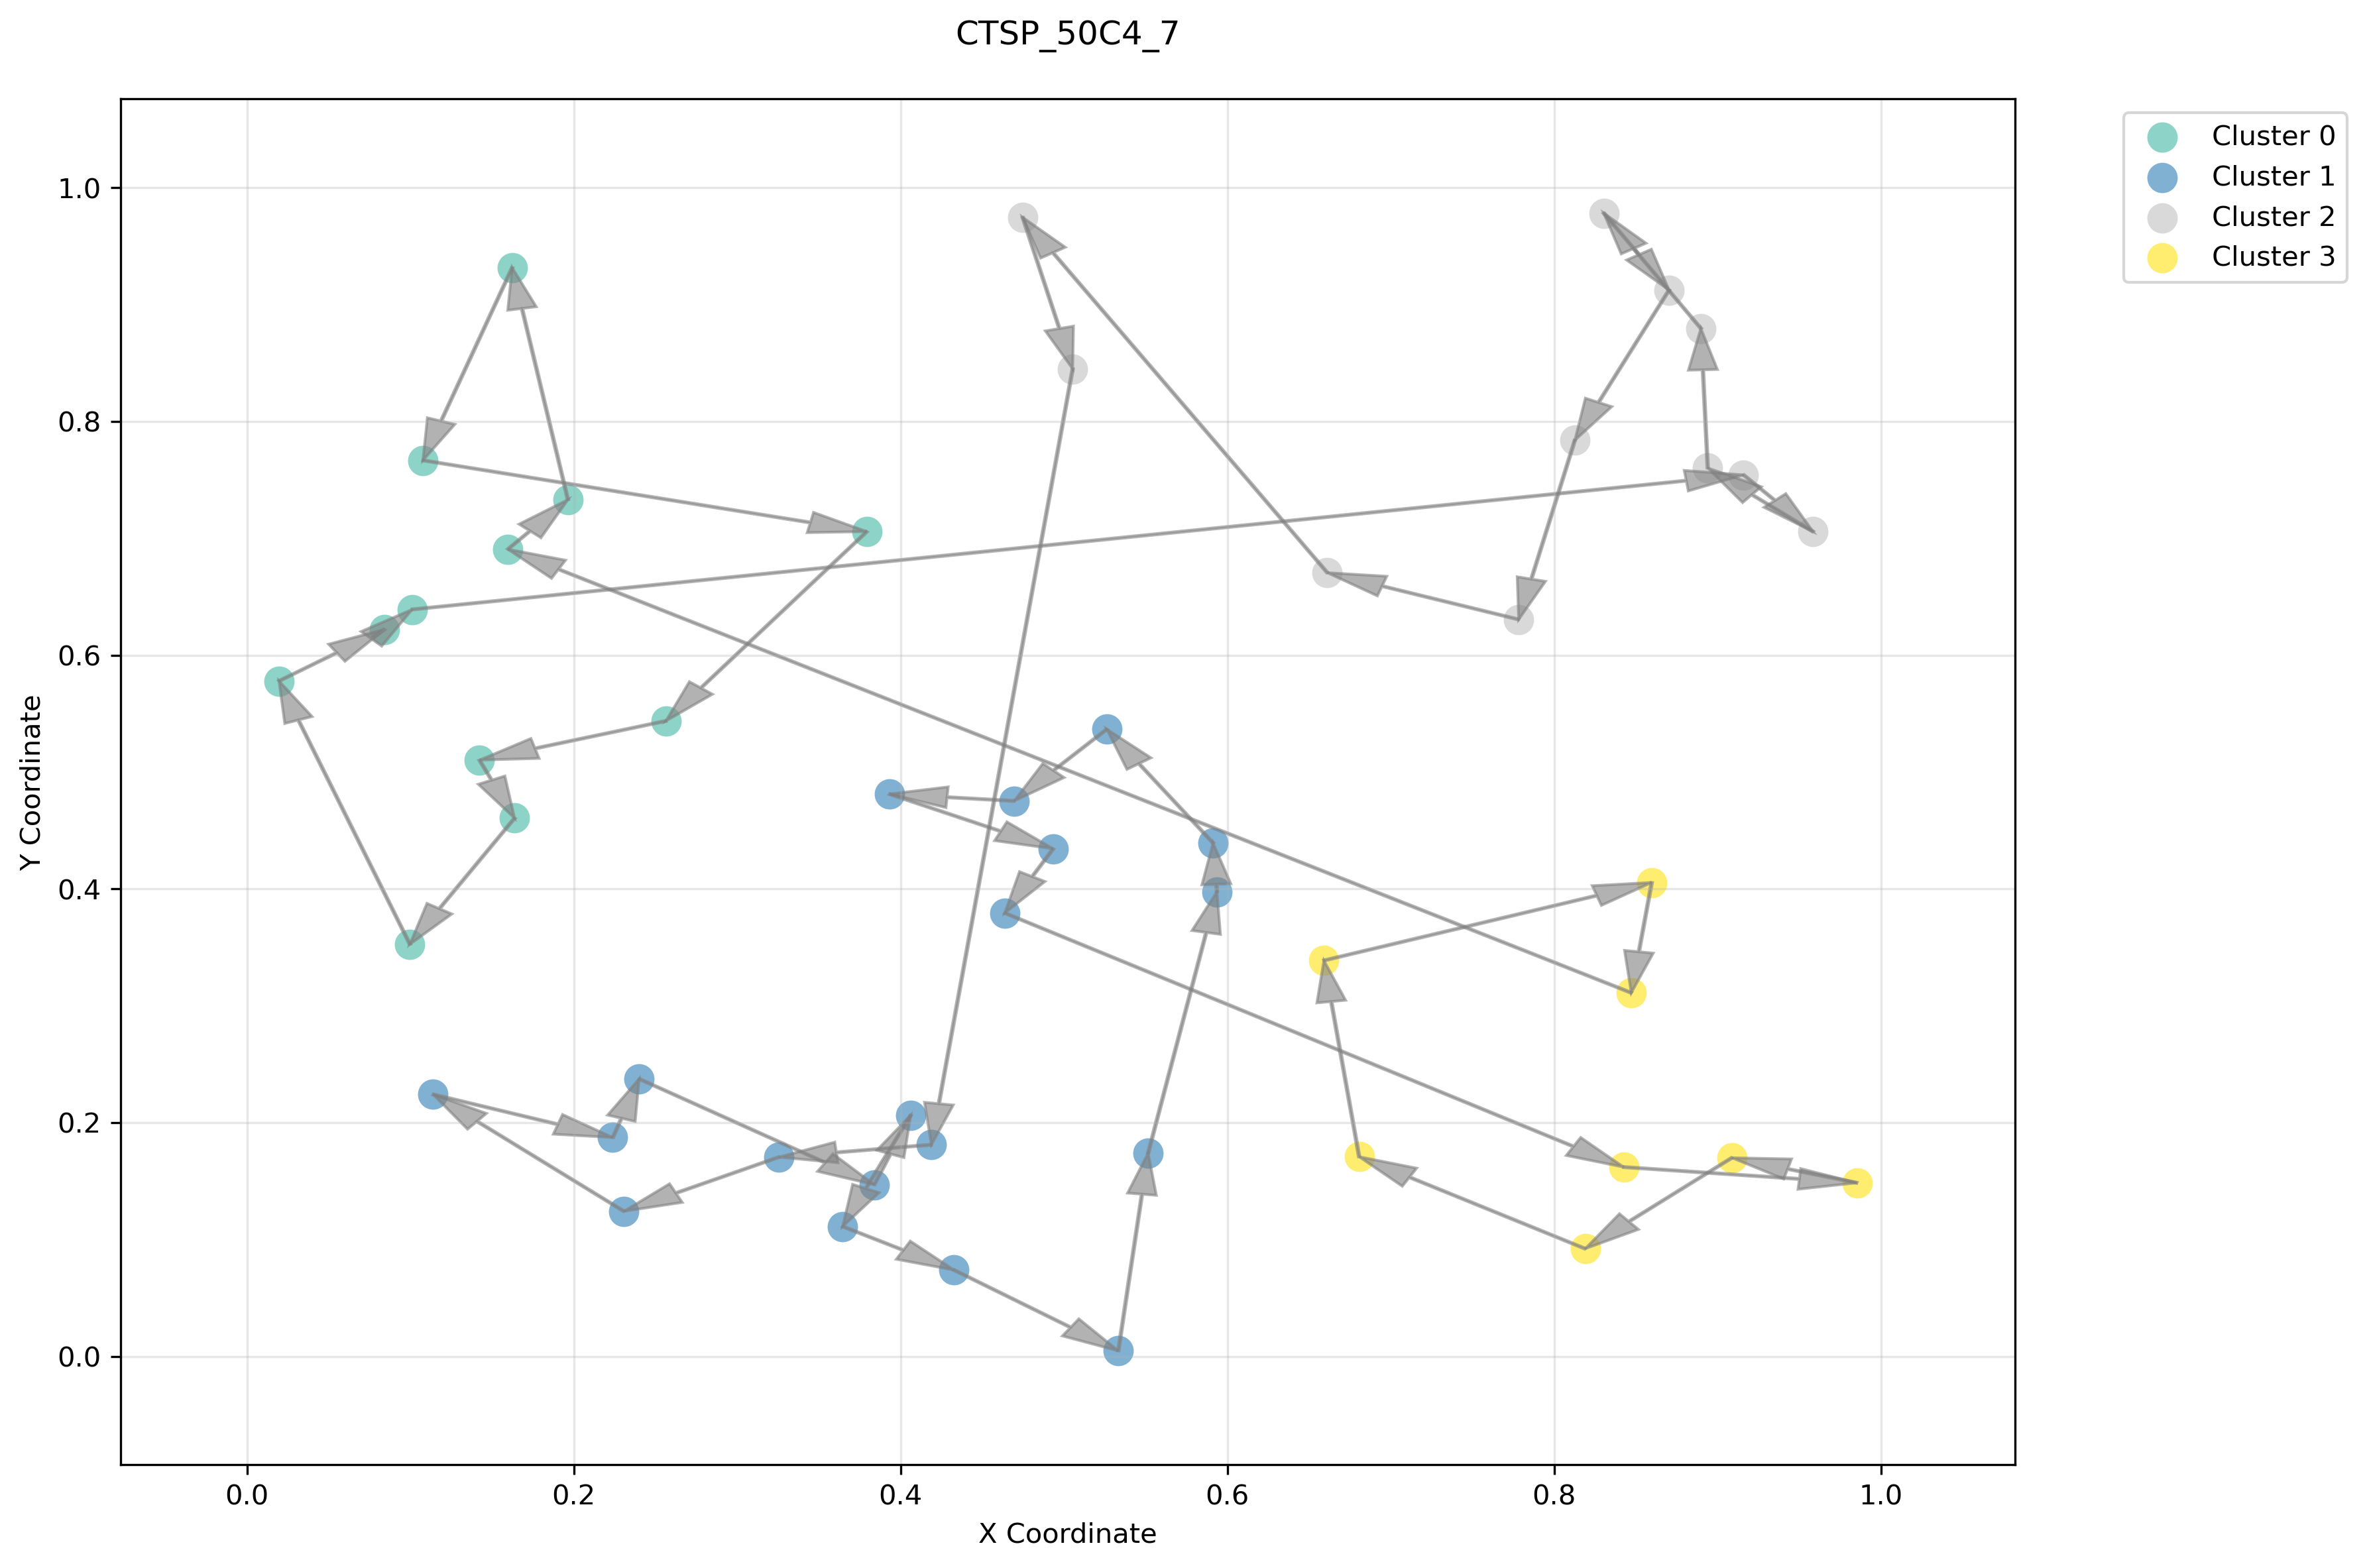 CTSP_50C4_7
Cluster 0
Cluster 1
Cluster 2
Cluster 3
1.0
0.8
0.6
0.4
0.2
0.0
Y Coordinate
0.0 0.2 0.4 0.6 0.8 1.0
X Coordinate